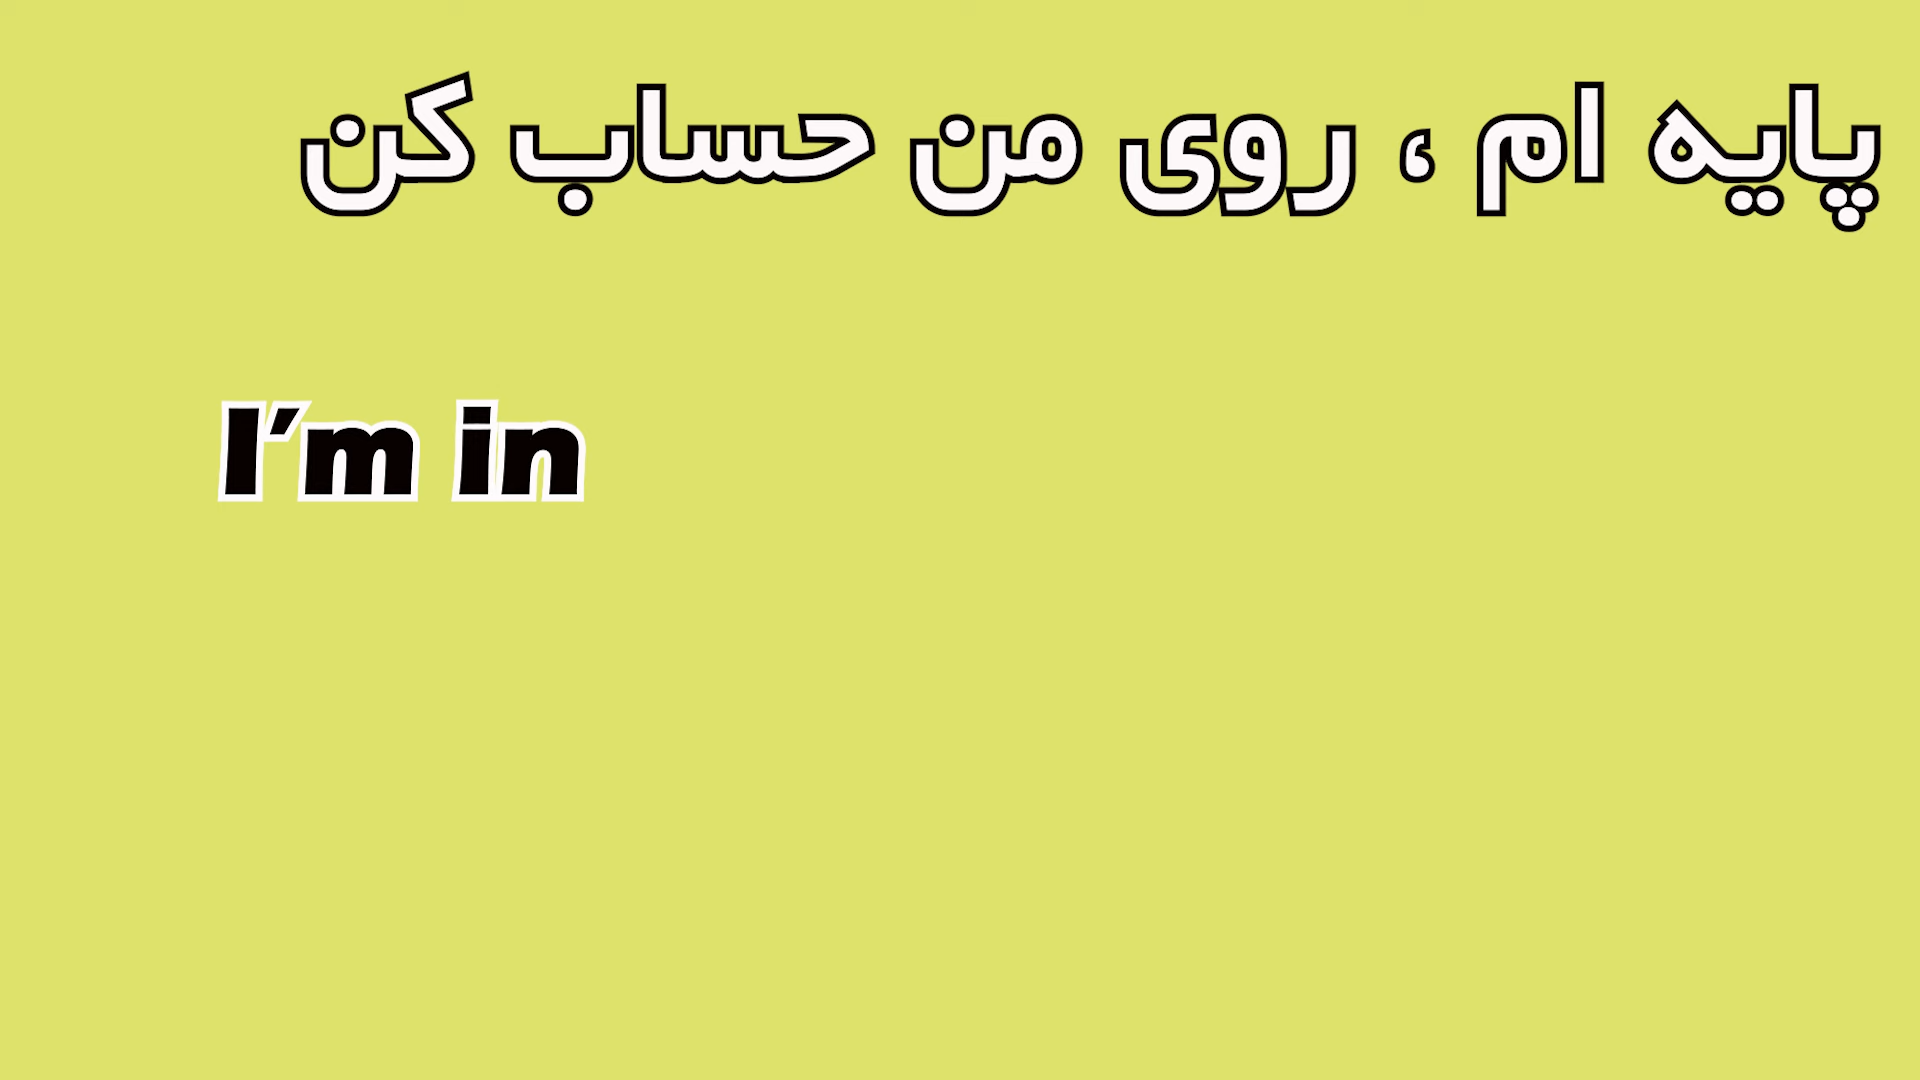 پایه ام ، روی من حساب کن
I’m in